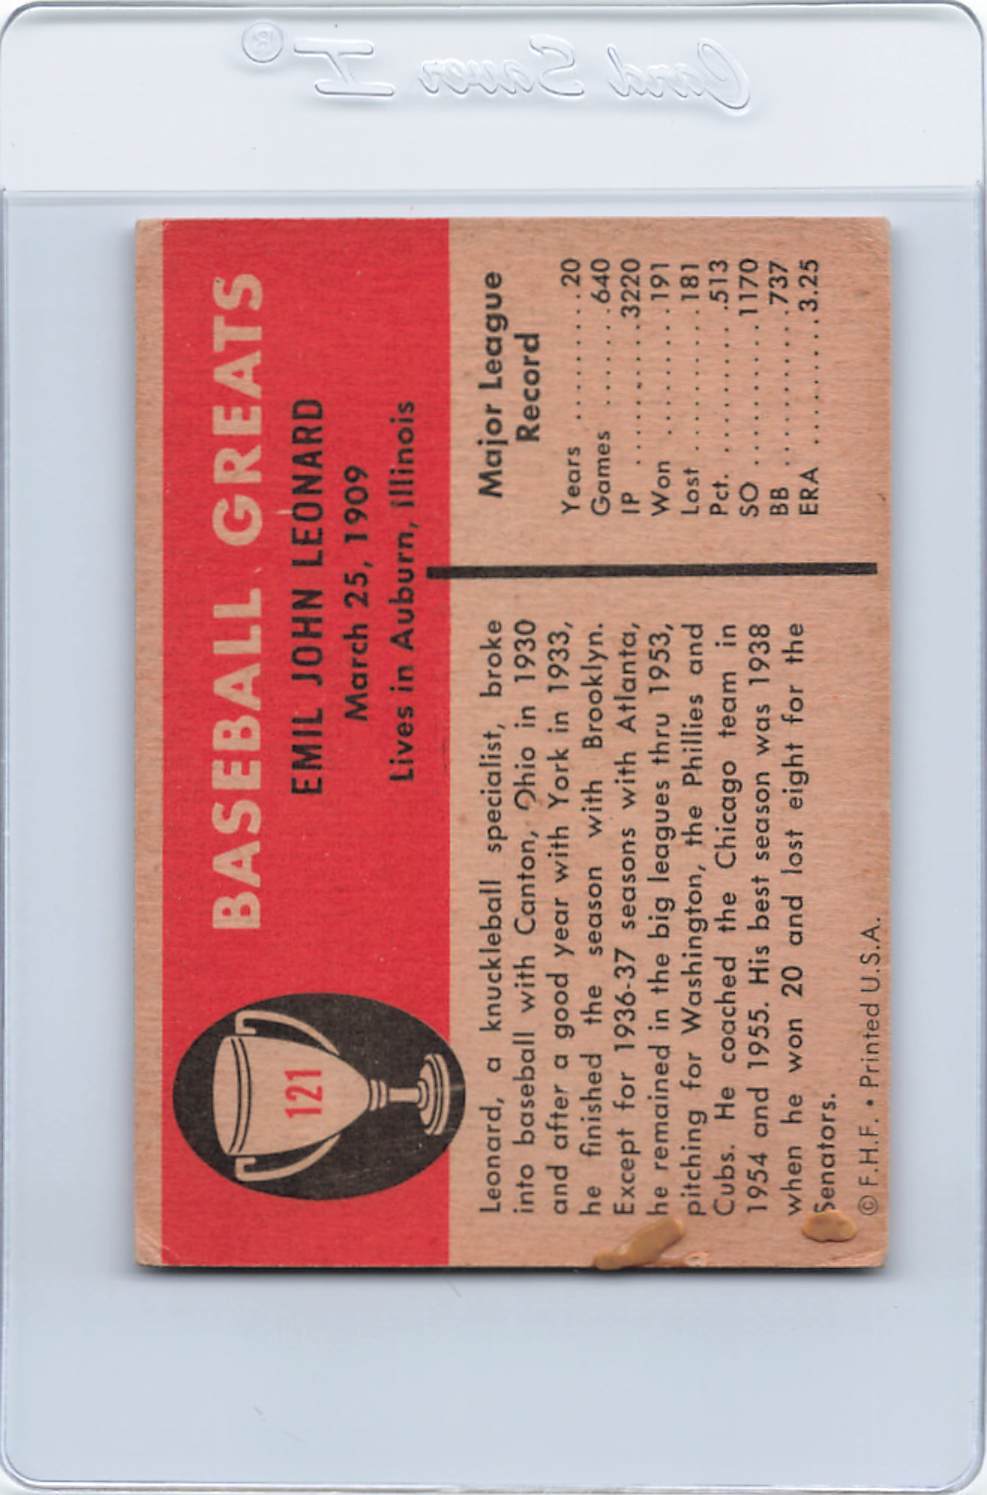 Card Saver I®
121
BASEBALL GREATS
EMIL JOHN LEONARD
March 25, 1909
Lives in Auburn, Illinois
Leonard, a knuckleball specialist, broke
into baseball with Canton, Ohio in 1930
and after a good year with York in 1933,
he finished the season with Brooklyn.
Except for 1936-37 seasons with Atlanta,
he remained in the big leagues thru 1953,
pitching for Washington, the Phillies and
Cubs. He coached the Chicago team in
1954 and 1955. His best season was 1938
when he won 20 and lost eight for the
Senators.
© F.H.F. • Printed U.S.A.
Major League
Record
Years .........20
Games .......640
IP ..........3220
Won ........191
Lost .........181
Pct. .........513
SO .........1170
BB ..........737
ERA ........3.25